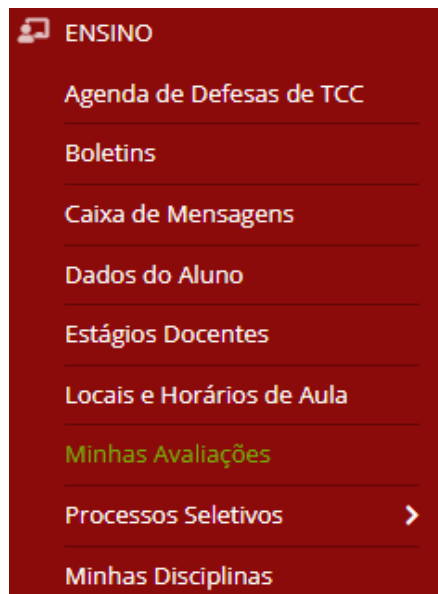 ENSINO
Agenda de Defesas de TCC
Boletins
Caixa de Mensagens
Dados do Aluno
Estágios Docentes
Locais e Horários de Aula
Minhas Avaliações
Processos Seletivos
Minhas Disciplinas